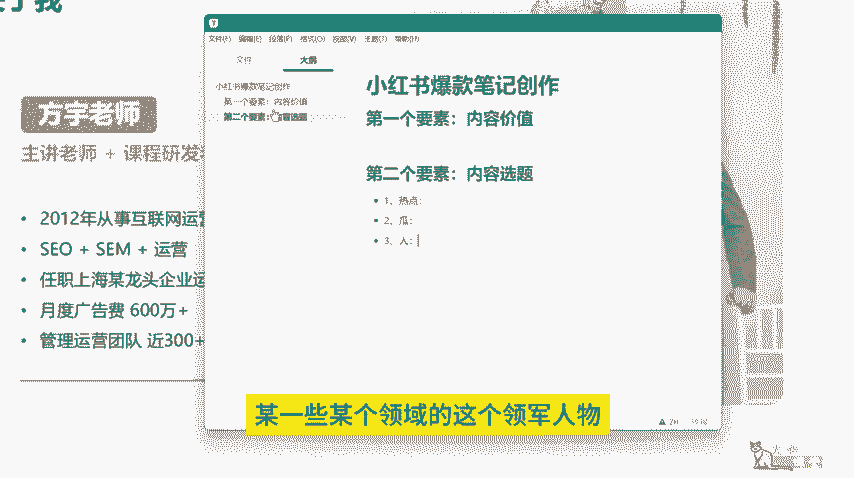 方宇老师
主讲老师 + 课程研发
2012年从事互联网运营
SEO + SEM + 运营
任职上海某龙头企业运
月度广告费 600万+
管理运营团队 近300+
文件(F) 编辑(E) 段落(P) 格式(O) 视图(V) 主题(T) 帮助(H)
文件 大纲
小红书爆款笔记创作
第一个要素：内容价值
第二个要素：内容选题
小红书爆款笔记创作
第一个要素：内容价值
第二个要素：内容选题
1、热点：
2、瓜：
3、人：
某一些某个领域的这个领军人物